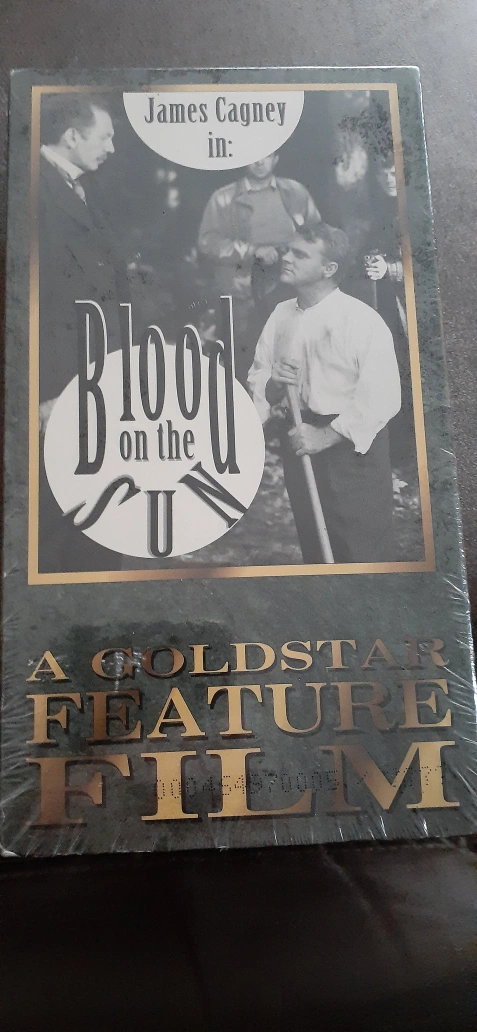 James Cagney
in:
Blood
on the
SUN
A GOLDSTAR
FEATURE
FILM